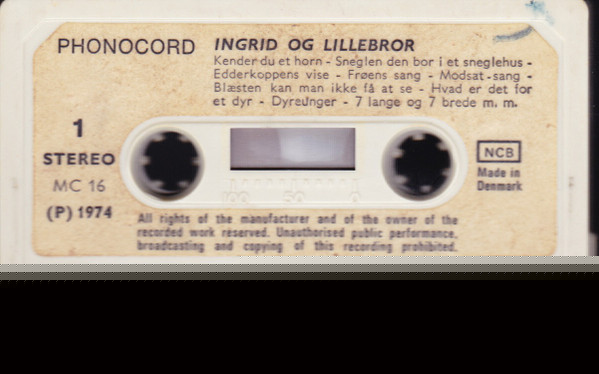 PHONOCORD
INGRID OG LILLEBROR
Kender du et horn - Sneglen den bor i et sneglehus -
Edderkoppens vise - Frøens sang - Modsat-sang -
Blæsten kan man ikke få at se - Hvad er det for
et dyr - Dyreunger - 7 lange og 7 brede m. m.
1
STEREO
MC 16
(P) 1974
NCB
Made in
Denmark
100 50 0
All rights of the manufacturer and of the owner of the
recorded work reserved. Unauthorised public performance,
broadcasting and copying of this recording prohibited.